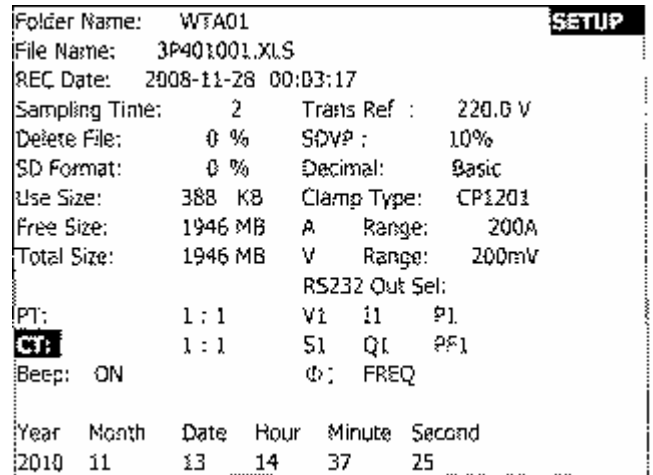 Folder Name: WTA01 SETUP
File Name: 3P401001.XLS
REC Date: 2008-11-28 00:03:17
Sampling Time: 2 Trans Ref : 220.0 V
Delete File: 0 % SDVP : 10%
SD Format: 0 % Decimal: Basic
Use Size: 388 KB Clamp Type: CP1201
Free Size: 1946 MB A Range: 200A
Total Size: 1946 MB V Range: 200mV
RS232 Out Sel:
PT: 1 : 1 V1 I1 P1
CT: 1 : 1 S1 Q1 PF1
Beep: ON Φ1 FREQ
Year Month Date Hour Minute Second
2010 11 13 14 37 25